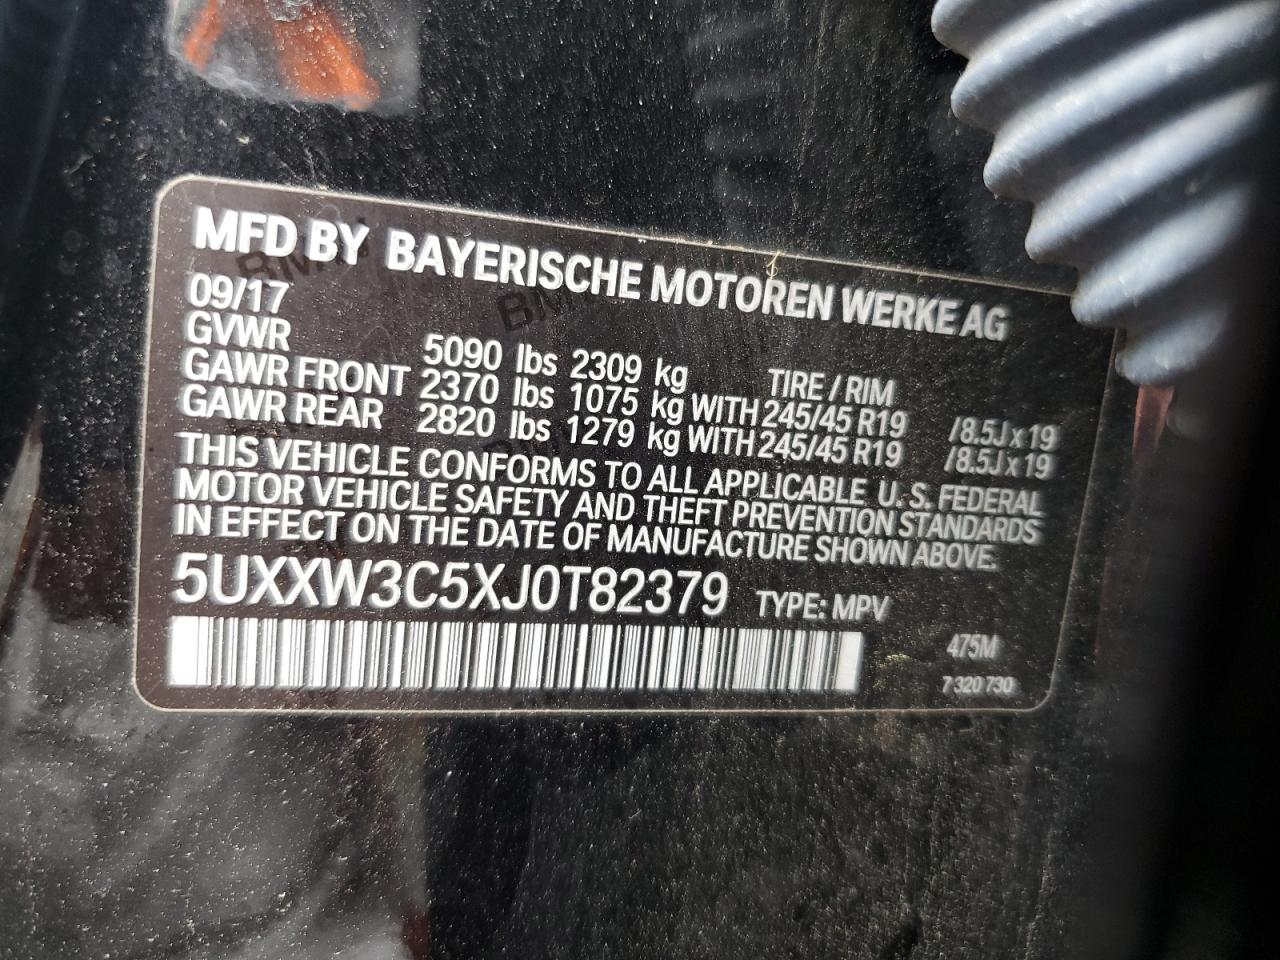 MFD BY BAYERISCHE MOTOREN WERKE AG
09/17
GVWR 5090 lbs 2309 kg TIRE / RIM
GAWR FRONT 2370 lbs 1075 kg WITH 245/45 R19 /8.5J x 19
GAWR REAR 2820 lbs 1279 kg WITH 245/45 R19 /8.5J x 19
THIS VEHICLE CONFORMS TO ALL APPLICABLE U. S. FEDERAL
MOTOR VEHICLE SAFETY AND THEFT PREVENTION STANDARDS
IN EFFECT ON THE DATE OF MANUFACTURE SHOWN ABOVE.
5UXXW3C5XJ0T82379 TYPE: MPV
475M
7 320 730